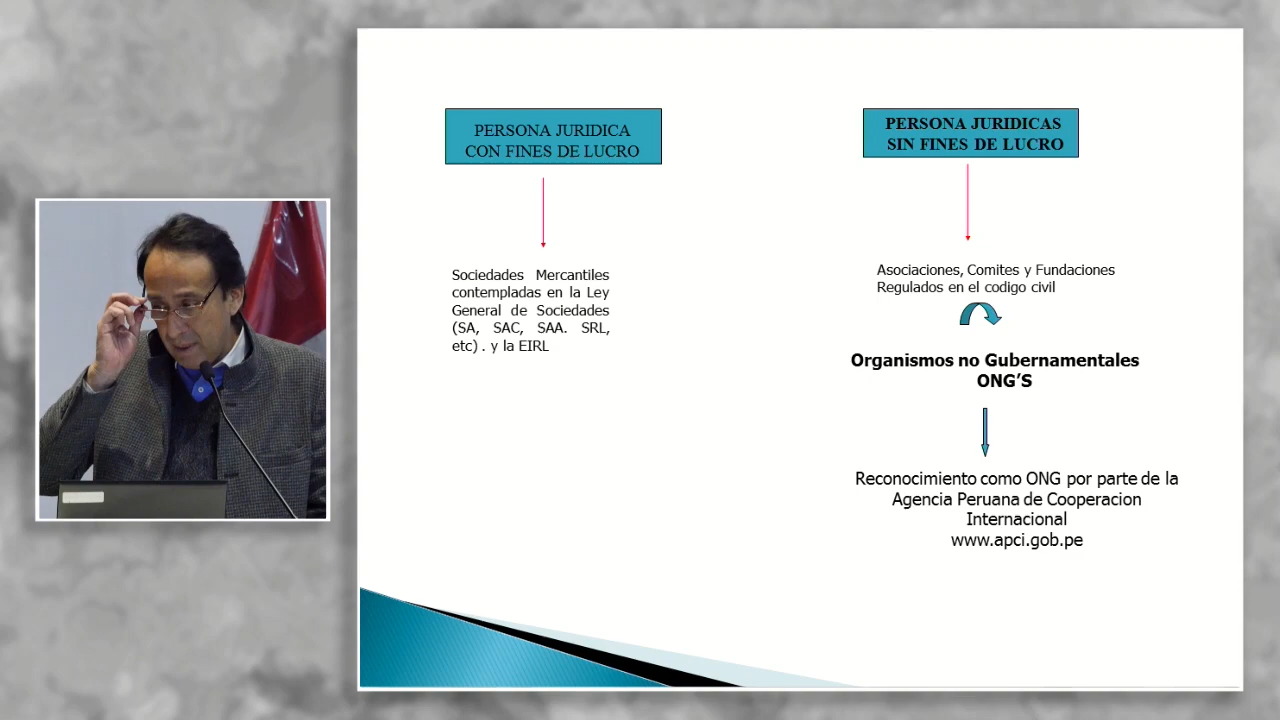 PERSONA JURIDICA
CON FINES DE LUCRO
Sociedades Mercantiles
contempladas en la Ley
General de Sociedades
(SA, SAC, SAA. SRL,
etc) . y la EIRL
PERSONA JURIDICAS
SIN FINES DE LUCRO
Asociaciones, Comites y Fundaciones
Regulados en el codigo civil
Organismos no Gubernamentales
ONG’S
Reconocimiento como ONG por parte de la
Agencia Peruana de Cooperacion
Internacional
www.apci.gob.pe